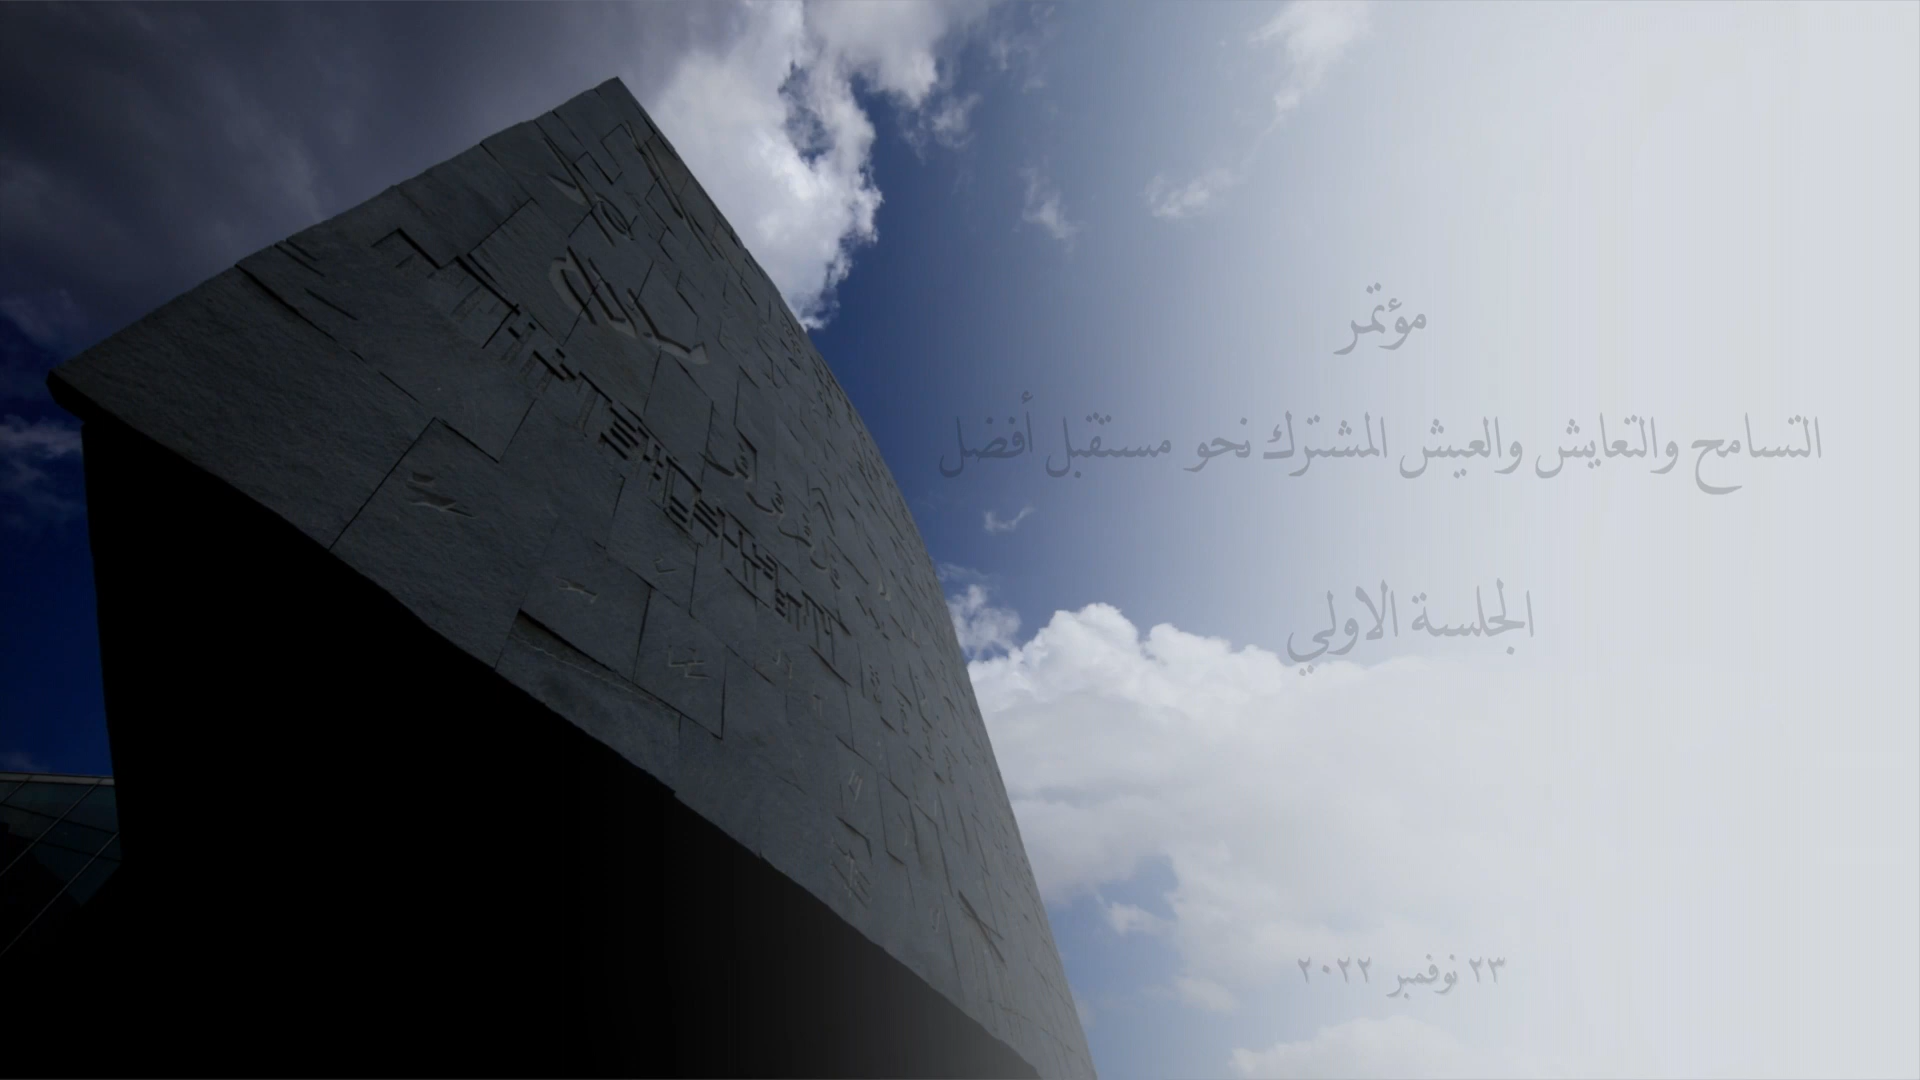 مؤتمر
التسامح والتعايش والعيش المشترك نحو مستقبل أفضل
الجلسة الاولي
٢٣ نوفمبر ٢٠٢٢